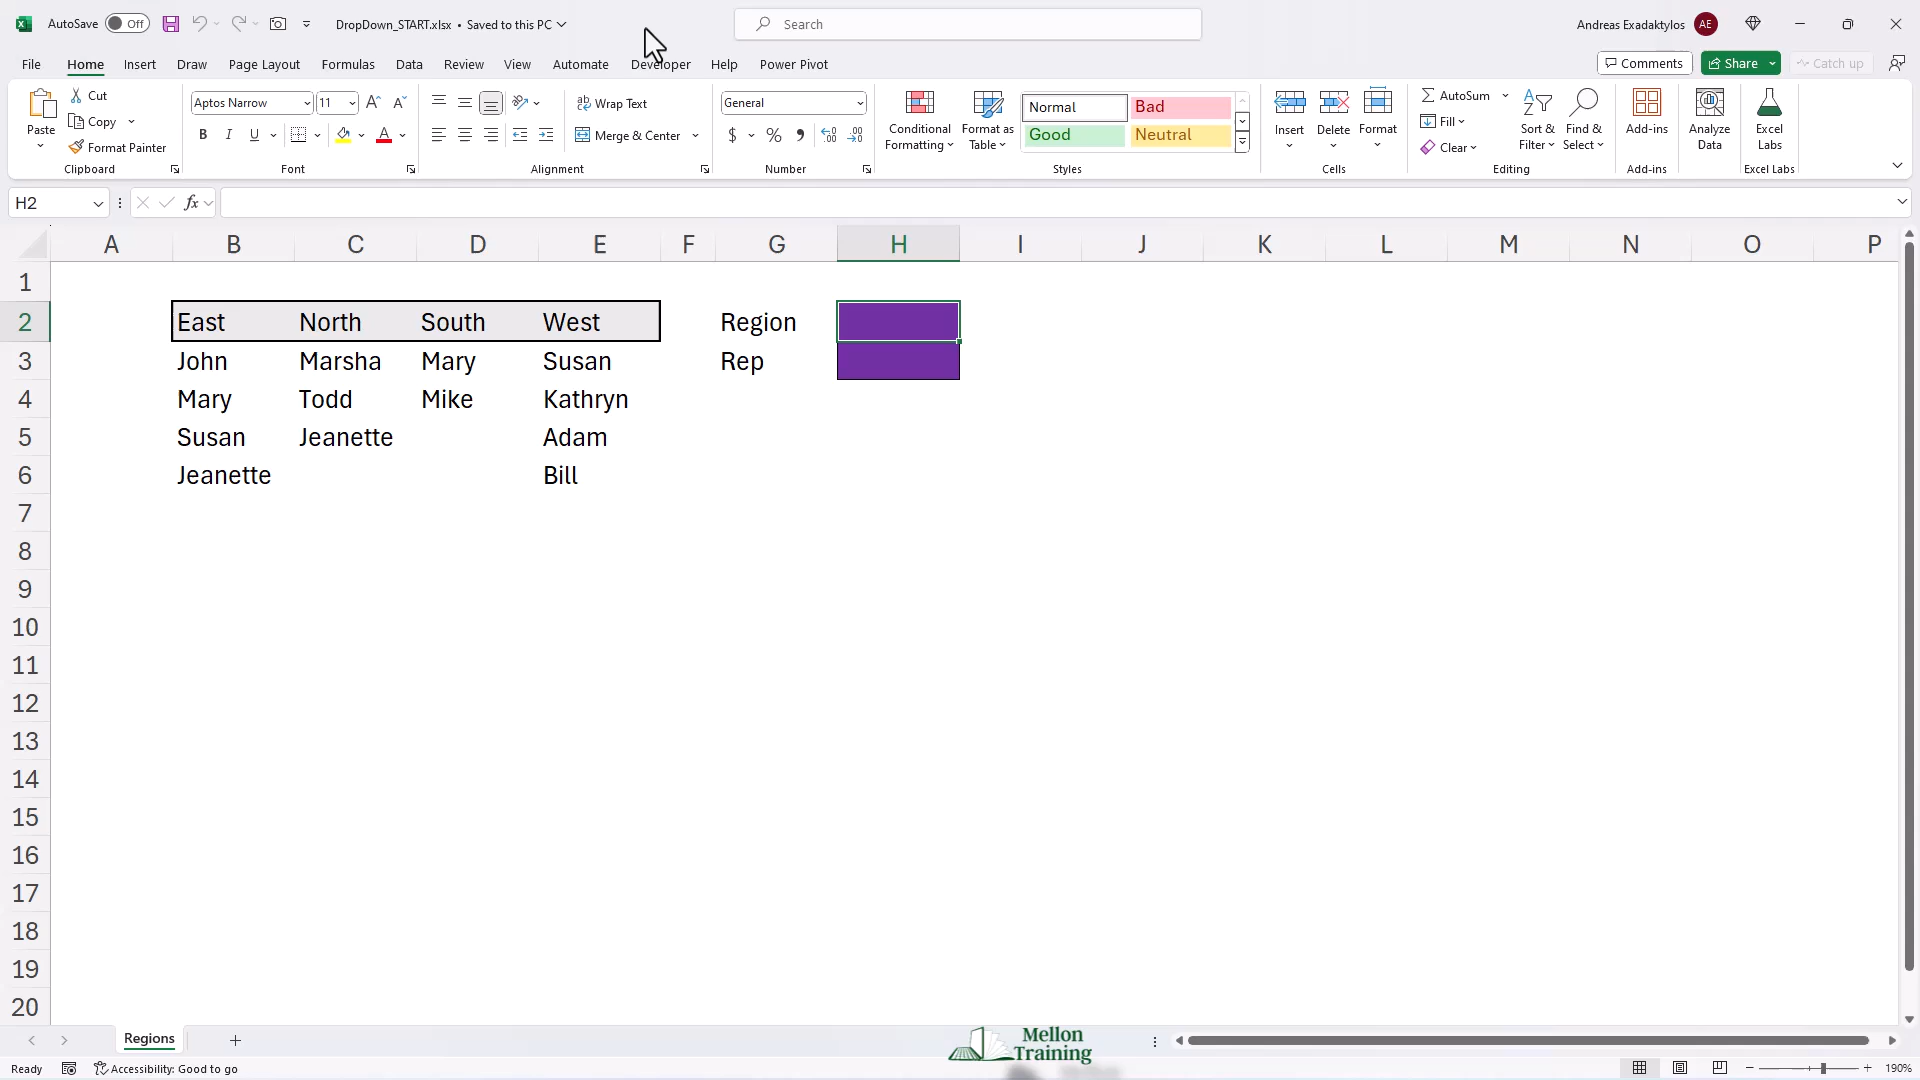 AutoSave Off DropDown_START.xlsx • Saved to this PC Search Andreas Exadaktylos AE
File Home Insert Draw Page Layout Formulas Data Review View Automate Developer Help Power Pivot Comments Share Catch up
Paste Cut Copy Format Painter Clipboard
Aptos Narrow 11 B I U A Font
ab Wrap Text Merge & Center Alignment
General $ % Number
Conditional Formatting Format as Table Normal Bad Good Neutral Styles
Insert Delete Format Cells
AutoSum Fill Clear Sort & Filter Find & Select Editing
Add-ins Add-ins
Analyze Data
Excel Labs Excel Labs
H2 fx
A B C D E F G H I J K L M N O P
1
2 East North South West Region
3 John Marsha Mary Susan Rep
4 Mary Todd Mike Kathryn
5 Susan Jeanette Adam
6 Jeanette Bill
7
8
9
10
11
12
13
14
15
16
17
18
19
20
Regions
Mellon
Training
Ready Accessibility: Good to go 190%